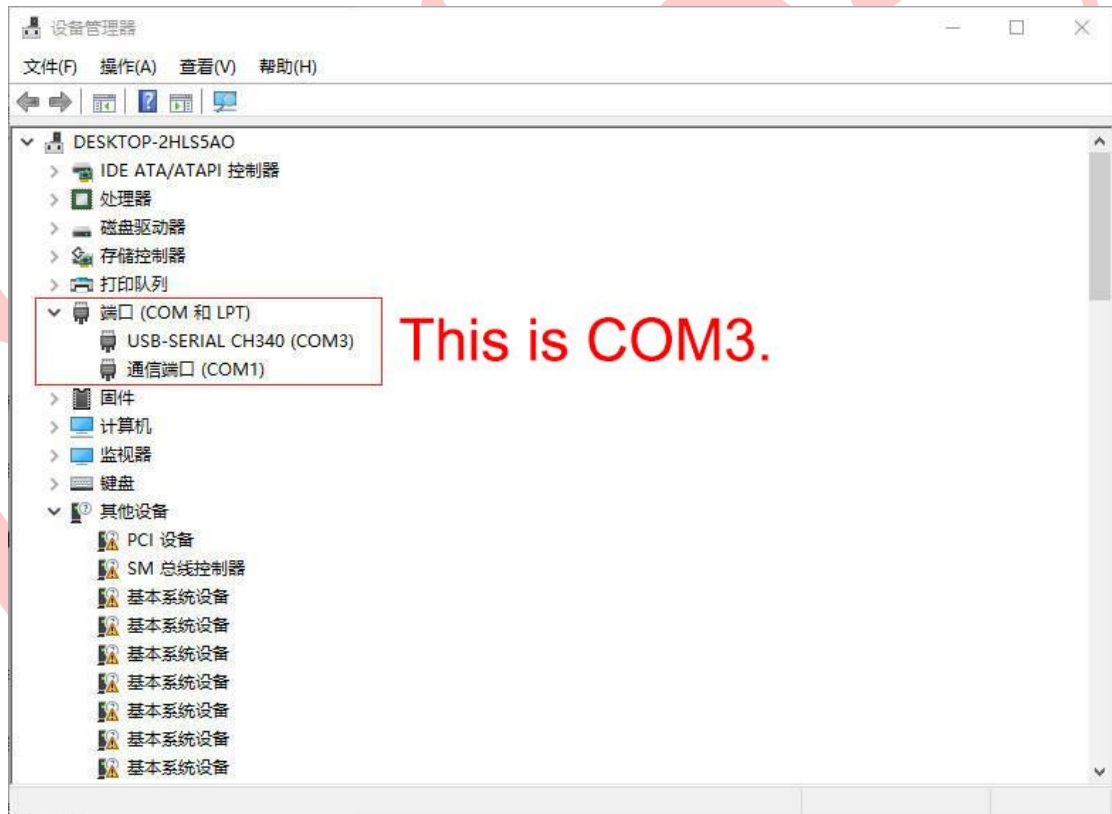 设备管理器
文件(F) 操作(A) 查看(V) 帮助(H)
DESKTOP-2HLS5AO
IDE ATA/ATAPI 控制器
处理器
磁盘驱动器
存储控制器
打印队列
端口 (COM 和 LPT)
USB-SERIAL CH340 (COM3)
通信端口 (COM1)
This is COM3.
固件
计算机
监视器
键盘
其他设备
PCI 设备
SM 总线控制器
基本系统设备
基本系统设备
基本系统设备
基本系统设备
基本系统设备
基本系统设备
基本系统设备